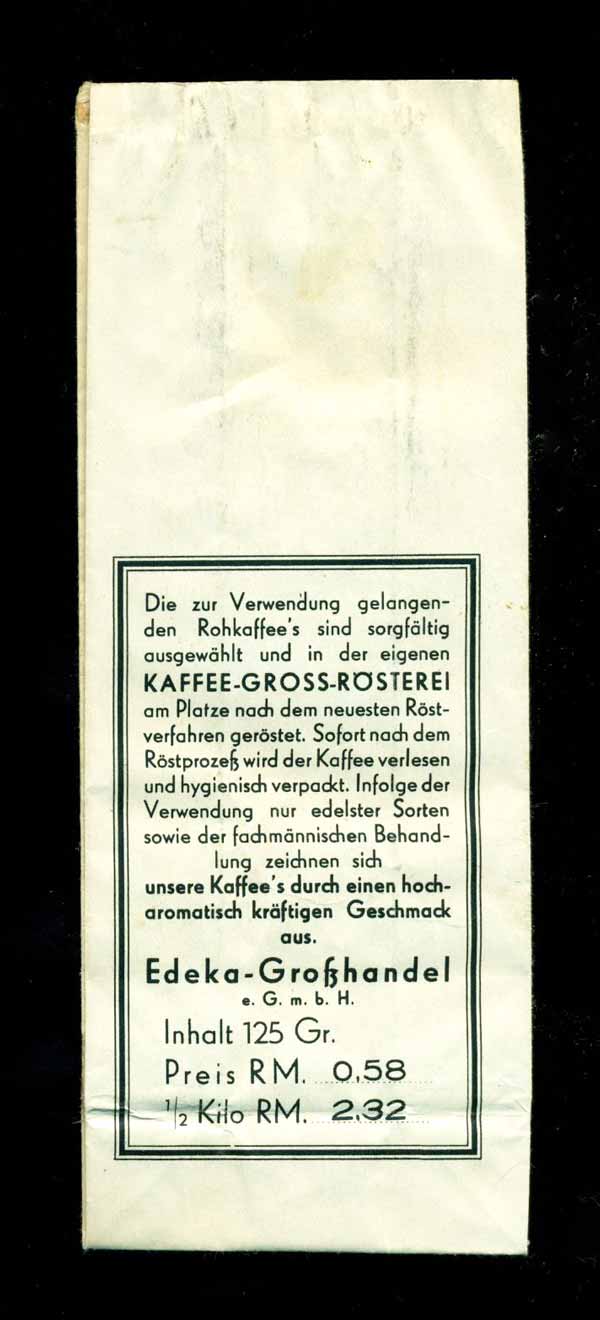 Die zur Verwendung gelangen-
den Rohkaffee's sind sorgfältig
ausgewählt und in der eigenen
KAFFEE-GROSS-RÖSTEREI
am Platze nach dem neuesten Röst-
verfahren geröstet. Sofort nach dem
Röstprozeß wird der Kaffee verlesen
und hygienisch verpackt. Infolge der
Verwendung nur edelster Sorten
sowie der fachmännischen Behand-
lung zeichnen sich
unsere Kaffee's durch einen hoch-
aromatisch kräftigen Geschmack
aus.
Edeka-Großhandel
e. G. m. b. H.
Inhalt 125 Gr.
Preis RM. 0,58
1/2 Kilo RM. 2.32